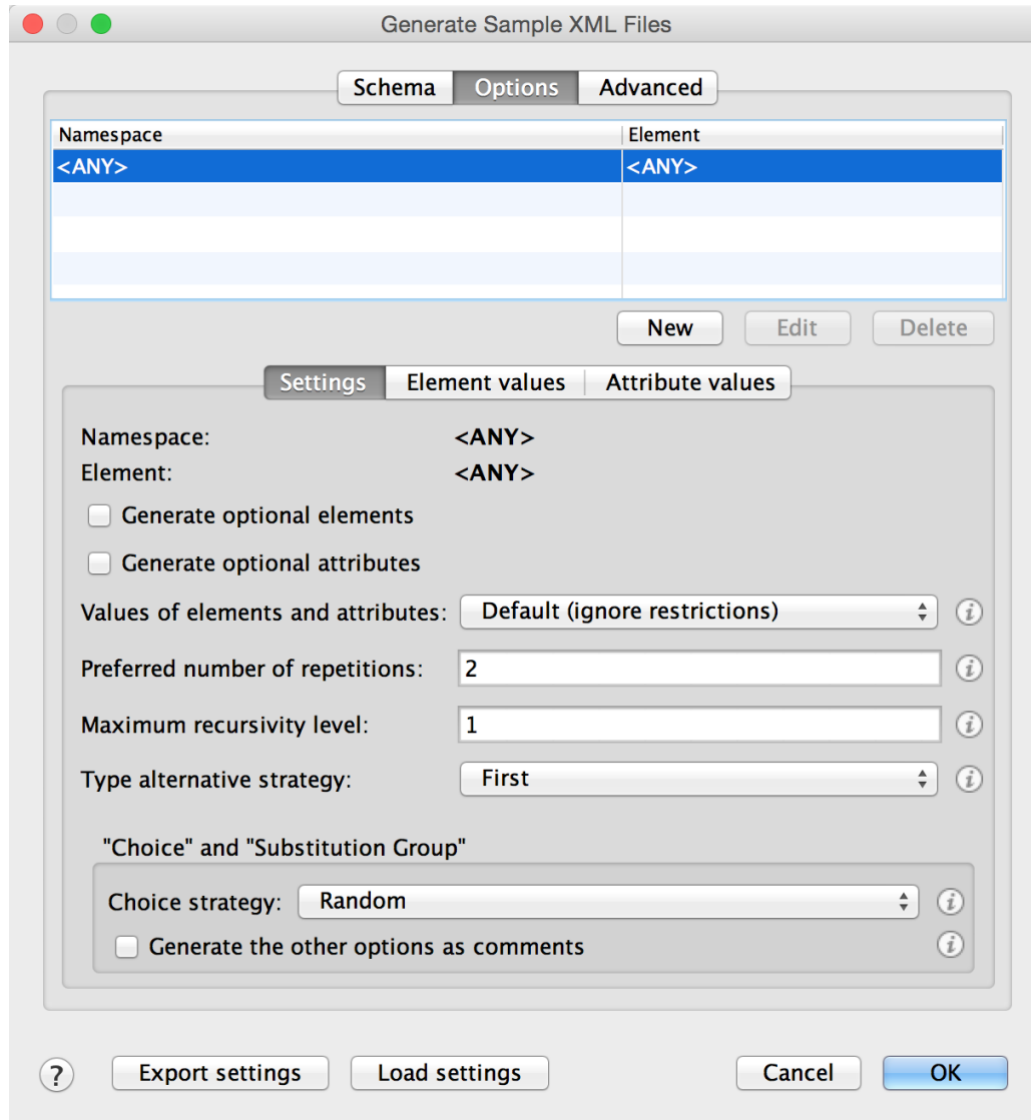 Generate Sample XML Files
Schema Options Advanced
Namespace Element
<ANY> <ANY>
New Edit Delete
Settings Element values Attribute values
Namespace: <ANY>
Element: <ANY>
Generate optional elements
Generate optional attributes
Values of elements and attributes: Default (ignore restrictions)
Preferred number of repetitions: 2
Maximum recursivity level: 1
Type alternative strategy: First
"Choice" and "Substitution Group"
Choice strategy: Random
Generate the other options as comments
? Export settings Load settings Cancel OK